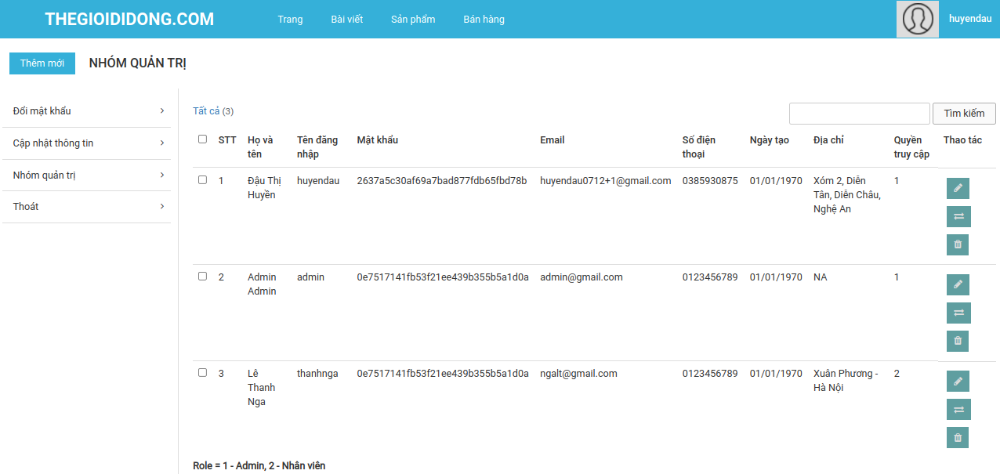 THEGIOIDIDONG.COM Trang Bài viết Sản phẩm Bán hàng huyendau
Thêm mới NHÓM QUẢN TRỊ
Đổi mật khẩu
Cập nhật thông tin
Nhóm quản trị
Thoát
Tất cả (3) Tìm kiếm
STT Họ và Tên đăng Mật khẩu Email Số điện Ngày tạo Địa chỉ Quyền Thao tác
tên nhập thoại truy cập
1 Đậu Thị huyendau 2637a5c30af69a7bad877fdb65fbd78b huyendau0712+1@gmail.com 0385930875 01/01/1970 Xóm 2, Diễn 1
Huyền Tân, Diễn Châu,
Nghệ An
2 Admin admin 0e7517141fb53f21ee439b355b5a1d0a admin@gmail.com 0123456789 01/01/1970 NA 1
Admin
3 Lê thanhnga 0e7517141fb53f21ee439b355b5a1d0a ngalt@gmail.com 0123456789 01/01/1970 Xuân Phương - 2
Thanh Hà Nội
Nga
Role = 1 - Admin, 2 - Nhân viên